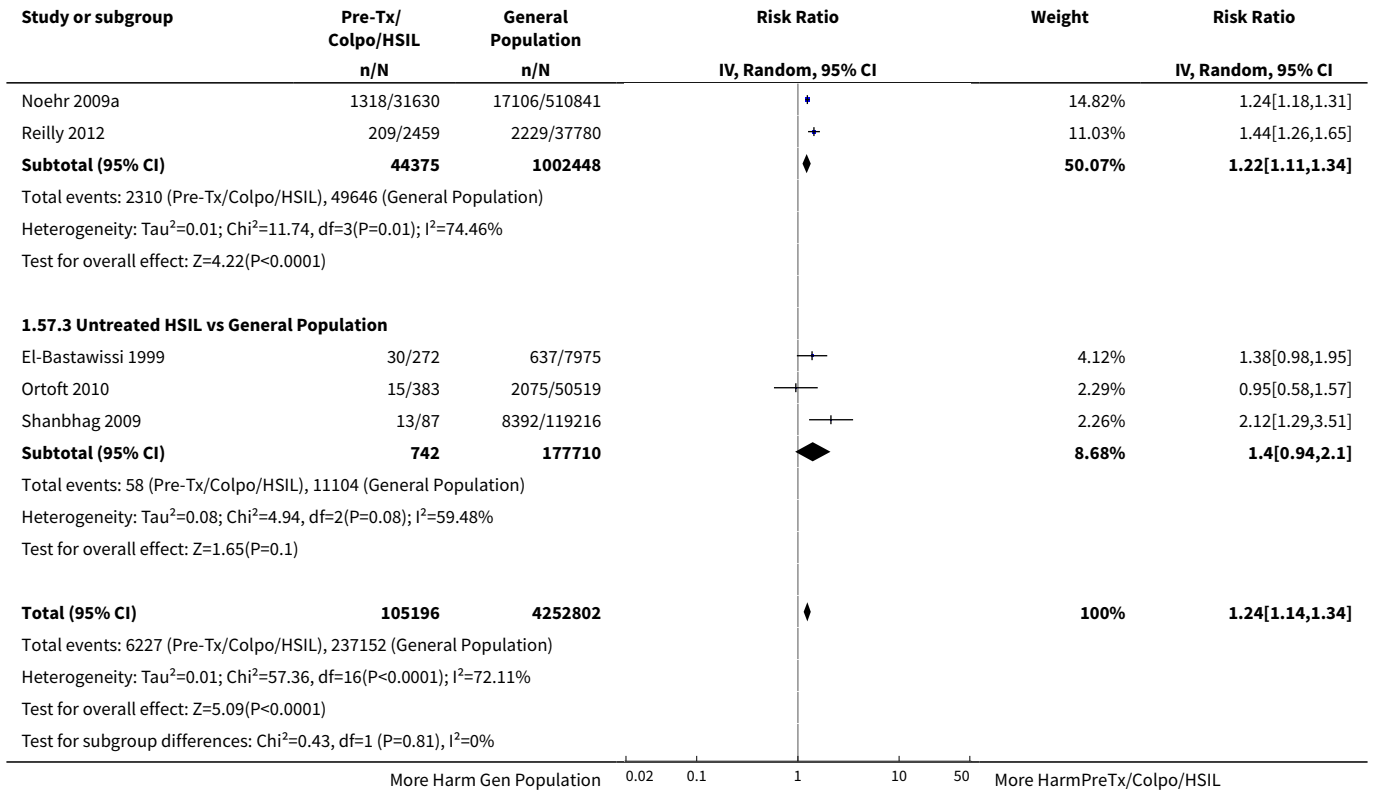 Study or subgroup Pre-Tx/ General Risk Ratio Weight Risk Ratio
Colpo/HSIL Population
n/N n/N IV, Random, 95% CI IV, Random, 95% CI
Noehr 2009a 1318/31630 17106/510841 14.82% 1.24[1.18,1.31]
Reilly 2012 209/2459 2229/37780 11.03% 1.44[1.26,1.65]
Subtotal (95% CI) 44375 1002448 50.07% 1.22[1.11,1.34]
Total events: 2310 (Pre-Tx/Colpo/HSIL), 49646 (General Population)
Heterogeneity: Tau²=0.01; Chi²=11.74, df=3(P=0.01); I²=74.46%
Test for overall effect: Z=4.22(P<0.0001)
1.57.3 Untreated HSIL vs General Population
El-Bastawissi 1999 30/272 637/7975 4.12% 1.38[0.98,1.95]
Ortoft 2010 15/383 2075/50519 2.29% 0.95[0.58,1.57]
Shanbhag 2009 13/87 8392/119216 2.26% 2.12[1.29,3.51]
Subtotal (95% CI) 742 177710 8.68% 1.4[0.94,2.1]
Total events: 58 (Pre-Tx/Colpo/HSIL), 11104 (General Population)
Heterogeneity: Tau²=0.08; Chi²=4.94, df=2(P=0.08); I²=59.48%
Test for overall effect: Z=1.65(P=0.1)
Total (95% CI) 105196 4252802 100% 1.24[1.14,1.34]
Total events: 6227 (Pre-Tx/Colpo/HSIL), 237152 (General Population)
Heterogeneity: Tau²=0.01; Chi²=57.36, df=16(P<0.0001); I²=72.11%
Test for overall effect: Z=5.09(P<0.0001)
Test for subgroup differences: Chi²=0.43, df=1 (P=0.81), I²=0%
More Harm Gen Population 0.02 0.1 1 10 50 More HarmPreTx/Colpo/HSIL